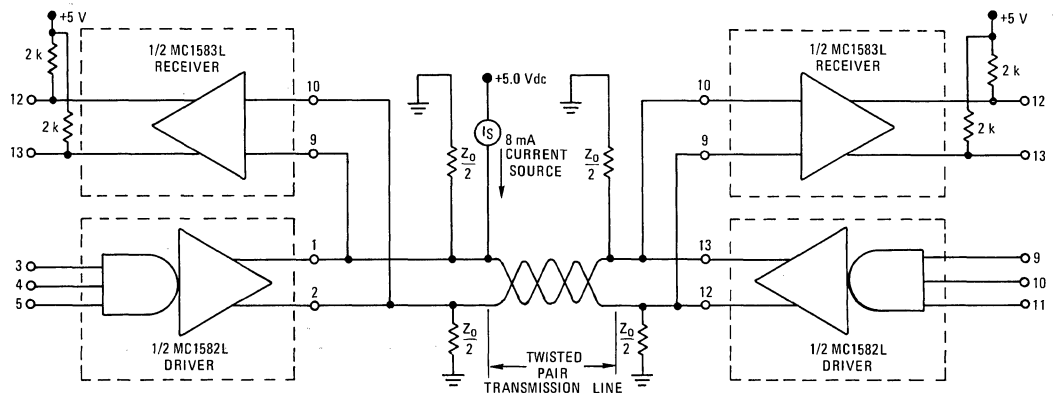 +5 V
2 k
12
2 k
13
1/2 MC1583L
RECEIVER
10
9
+5.0 Vdc
IS
8 mA
CURRENT
SOURCE
Z0
2
Z0
2
1/2 MC1583L
RECEIVER
10
9
+5 V
2 k
12
2 k
13
3
4
5
1
2
1/2 MC1582L
DRIVER
Z0
2
TWISTED
PAIR
TRANSMISSION LINE
Z0
2
13
12
9
10
11
1/2 MC1582L
DRIVER